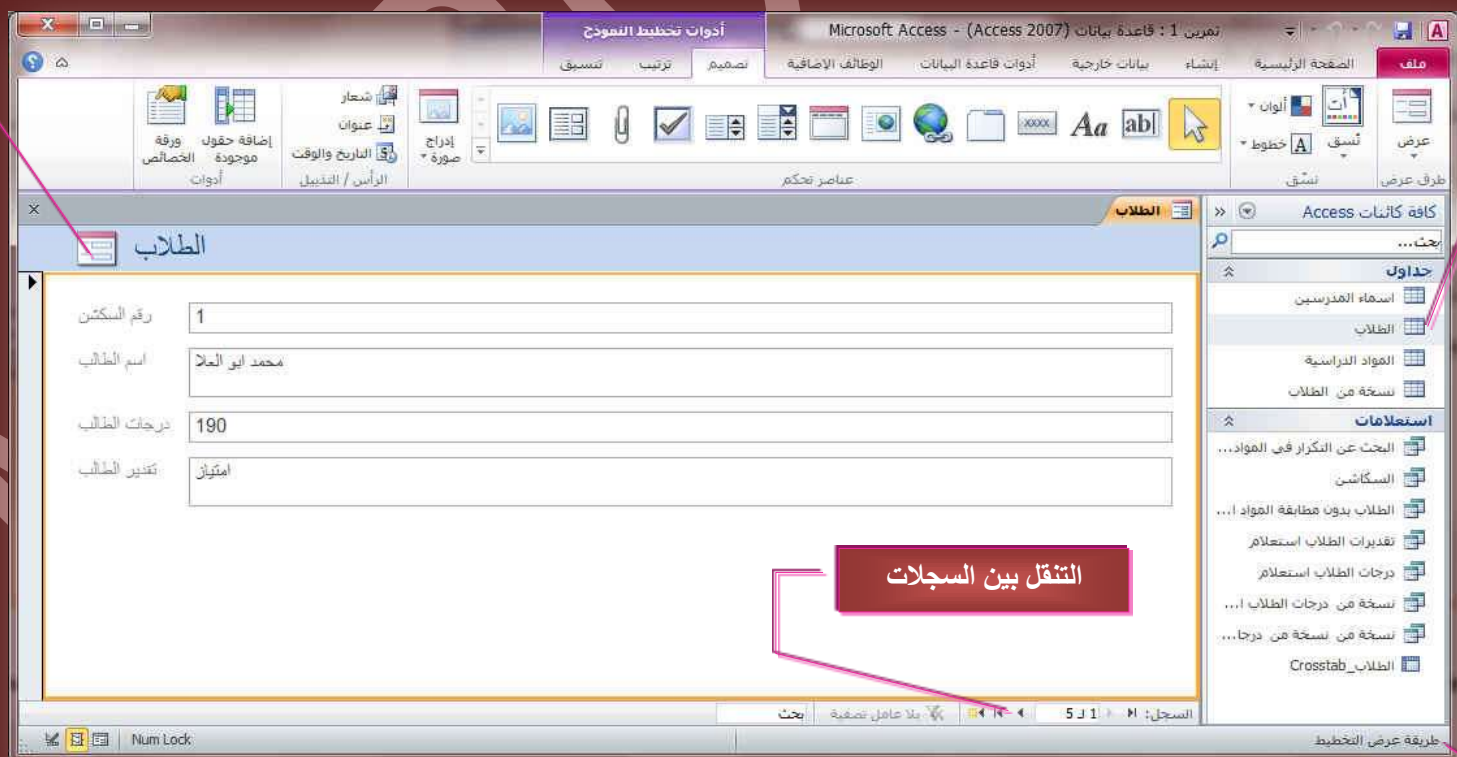 تمرين 1 : قاعدة بيانات (Access 2007) - Microsoft Access
أدوات تخطيط النموذج
ملف
الصفحة الرئيسية
إنشاء
بيانات خارجية
أدوات قاعدة البيانات
الوظائف الإضافية
تصميم
ترتيب
تنسيق
عرض
طرق عرض
نُسق
ألوان
خطوط
نسّق
ab
Aa
xxxx
عناصر تحكم
إدراج
صورة
شعار
عنوان
التاريخ والوقت
الرأس / التذييل
إضافة حقول
موجودة
ورقة
الخصائص
أدوات
كافة كائنات Access
بحث...
جداول
اسماء المدرسين
الطلاب
المواد الدراسية
نسخة من الطلاب
استعلامات
البحث عن التكرار في المواد...
السكاشن
الطلاب بدون مطابقة المواد ا...
تقديرات الطلاب استعلام
درجات الطلاب استعلام
نسخة من درجات الطلاب ا...
نسخة من نسخة من درجا...
الطلاب_Crosstab
الطلاب
الطلاب
رقم السكشن
1
اسم الطالب
محمد ابو العلا
درجات الطالب
190
تقدير الطالب
امتياز
التنقل بين السجلات
السجل: 1 لـ 5
بلا عامل تصفية
بحث
طريقة عرض التخطيط
Num Lock